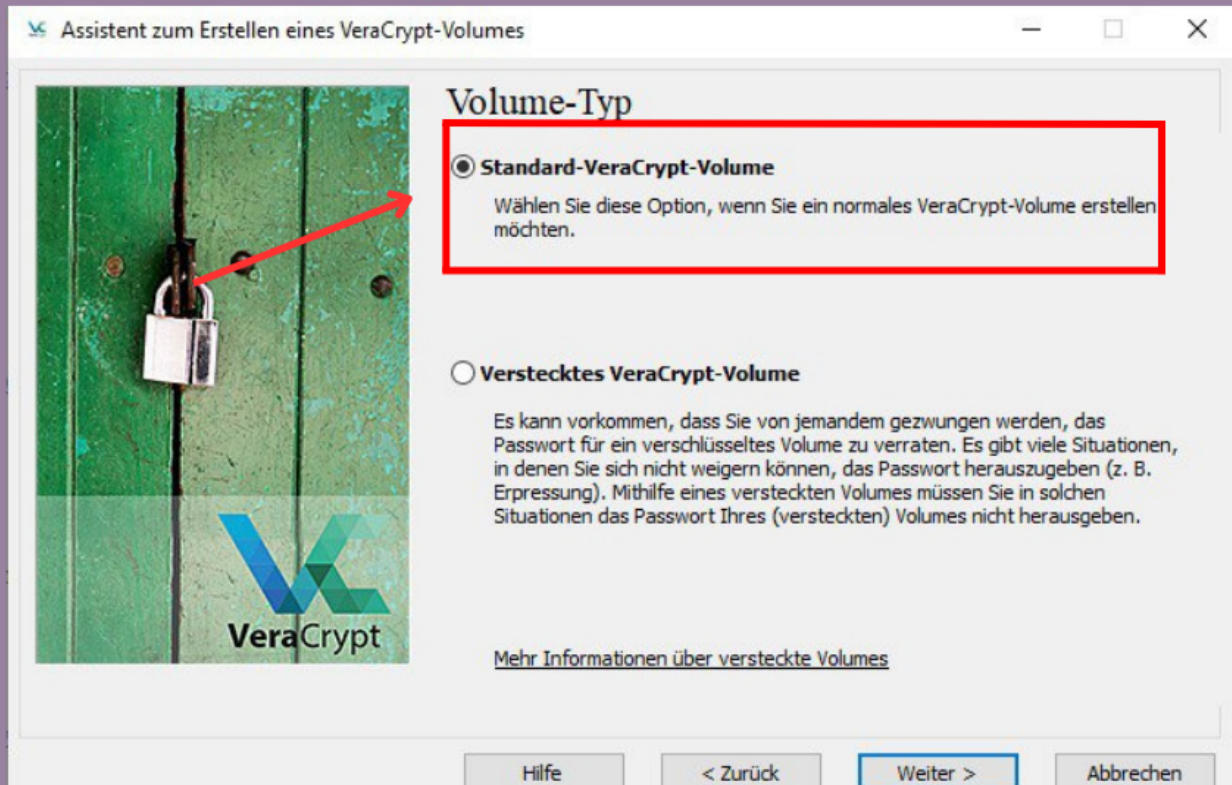 Assistent zum Erstellen eines VeraCrypt-Volumes
Volume-Typ
Standard-VeraCrypt-Volume
Wählen Sie diese Option, wenn Sie ein normales VeraCrypt-Volume erstellen
möchten.
Verstecktes VeraCrypt-Volume
Es kann vorkommen, dass Sie von jemandem gezwungen werden, das
Passwort für ein verschlüsseltes Volume zu verraten. Es gibt viele Situationen,
in denen Sie sich nicht weigern können, das Passwort herauszugeben (z. B.
Erpressung). Mithilfe eines versteckten Volumes müssen Sie in solchen
Situationen das Passwort Ihres (versteckten) Volumes nicht herausgeben.
VeraCrypt
Mehr Informationen über versteckte Volumes
Hilfe
< Zurück
Weiter >
Abbrechen